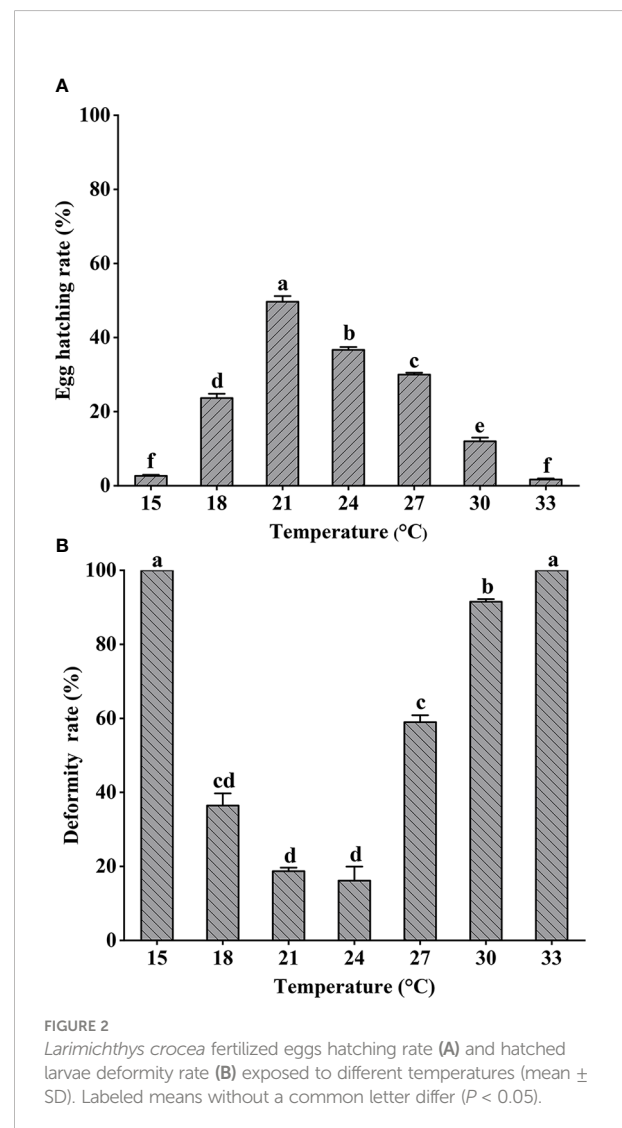 A
100
80
60
40
20
0
Egg hatching rate (%)
f
d
a
b
c
e
f
15 18 21 24 27 30 33
Temperature (°C)
B
100
80
60
40
20
0
Deformity rate (%)
a
cd
d
d
c
b
a
15 18 21 24 27 30 33
Temperature (°C)
FIGURE 2
Larimichthys crocea fertilized eggs hatching rate (A) and hatched
larvae deformity rate (B) exposed to different temperatures (mean ±
SD). Labeled means without a common letter differ (P < 0.05).